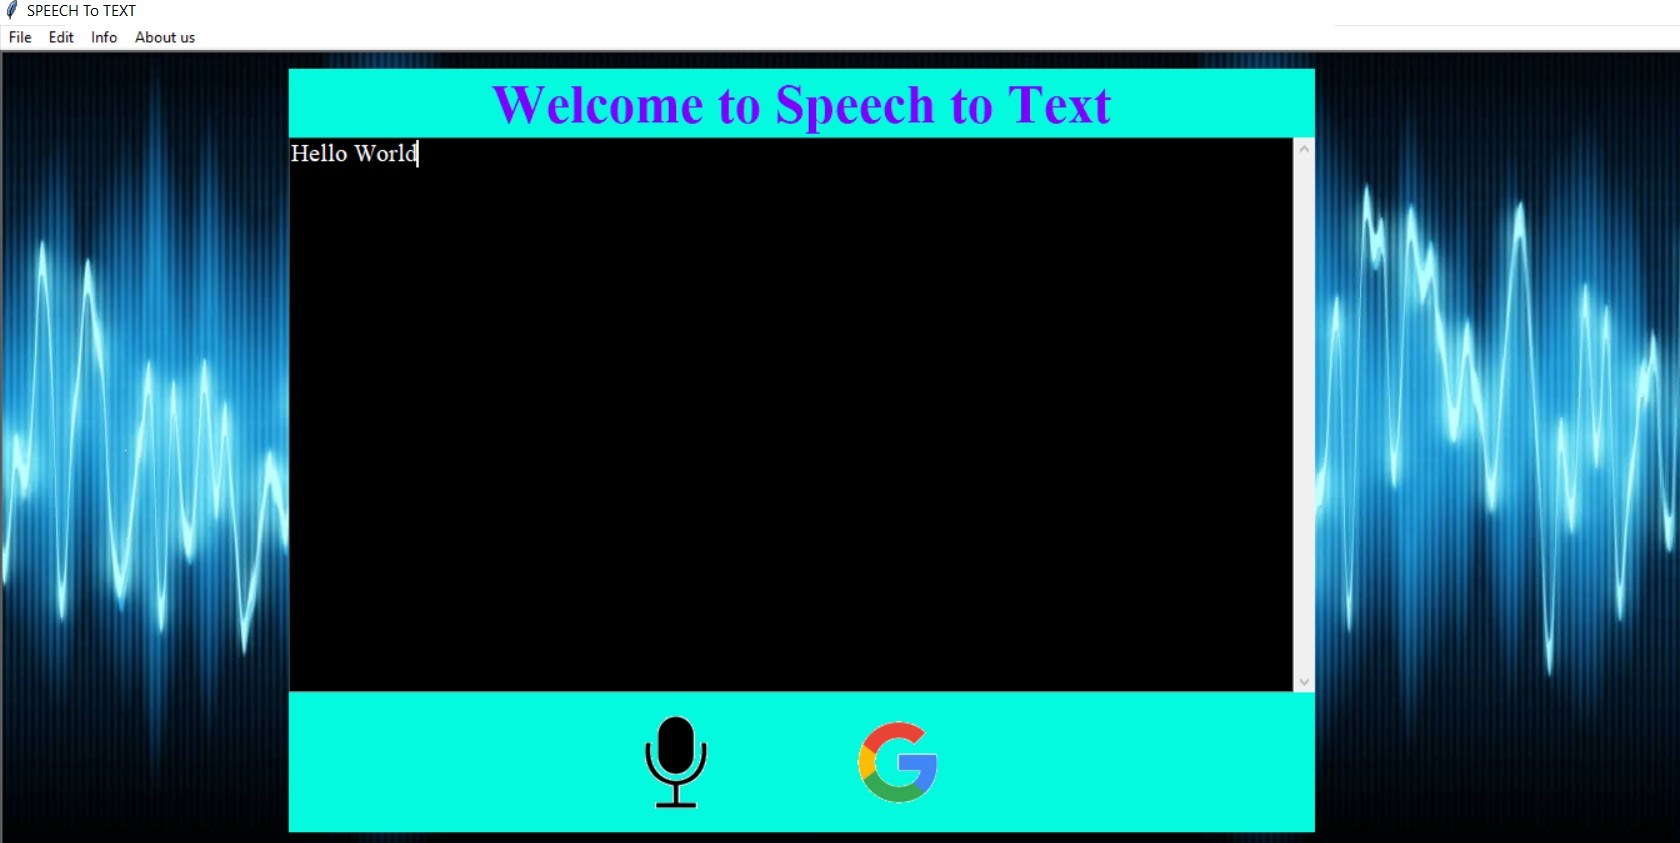 SPEECH To TEXT
File Edit Info About us
Welcome to Speech to Text
Hello World